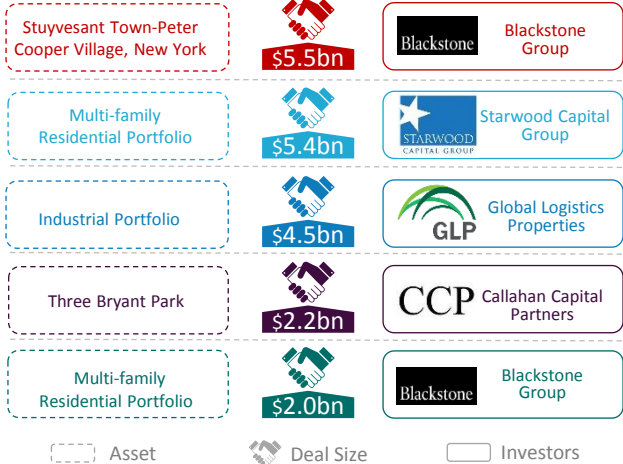 Stuyvesant Town-Peter
Cooper Village, New York
$5.5bn
Blackstone
Blackstone
Group
Multi-family
Residential Portfolio
$5.4bn
STARWOOD
CAPITAL GROUP
Starwood Capital
Group
Industrial Portfolio
$4.5bn
GLP
Global Logistics
Properties
Three Bryant Park
$2.2bn
CCP
Callahan Capital
Partners
Multi-family
Residential Portfolio
$2.0bn
Blackstone
Blackstone
Group
Asset
Deal Size
Investors